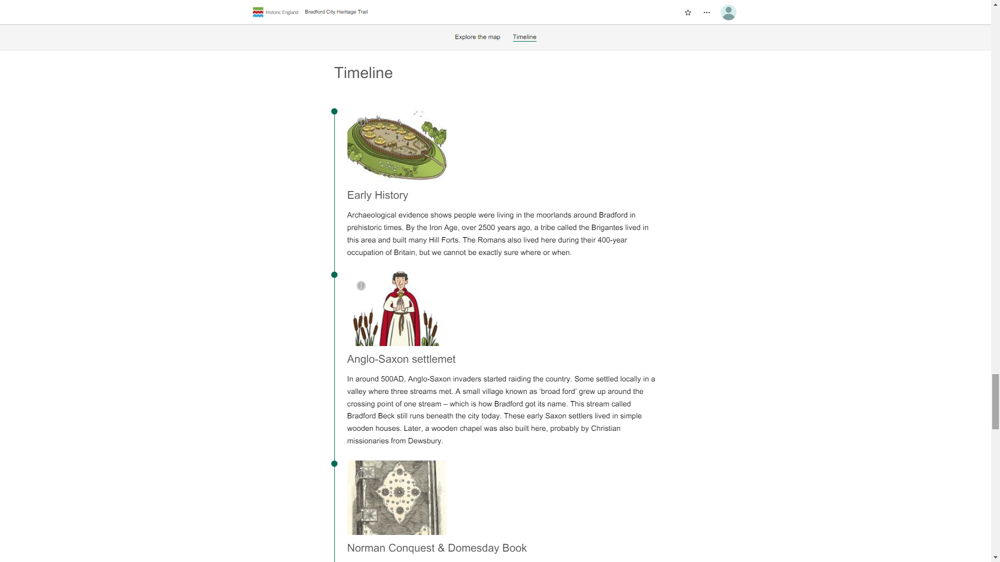 Historic England
Bradford City Heritage Trail
Explore the map
Timeline
Timeline
Early History
Archaeological evidence shows people were living in the moorlands around Bradford in
prehistoric times. By the Iron Age, over 2500 years ago, a tribe called the Brigantes lived in
this area and built many Hill Forts. The Romans also lived here during their 400-year
occupation of Britain, but we cannot be exactly sure where or when.
Anglo-Saxon settlemet
In around 500AD, Anglo-Saxon invaders started raiding the country. Some settled locally in a
valley where three streams met. A small village known as ‘broad ford’ grew up around the
crossing point of one stream – which is how Bradford got its name. This stream called
Bradford Beck still runs beneath the city today. These early Saxon settlers lived in simple
wooden houses. Later, a wooden chapel was also built here, probably by Christian
missionaries from Dewsbury.
Norman Conquest & Domesday Book